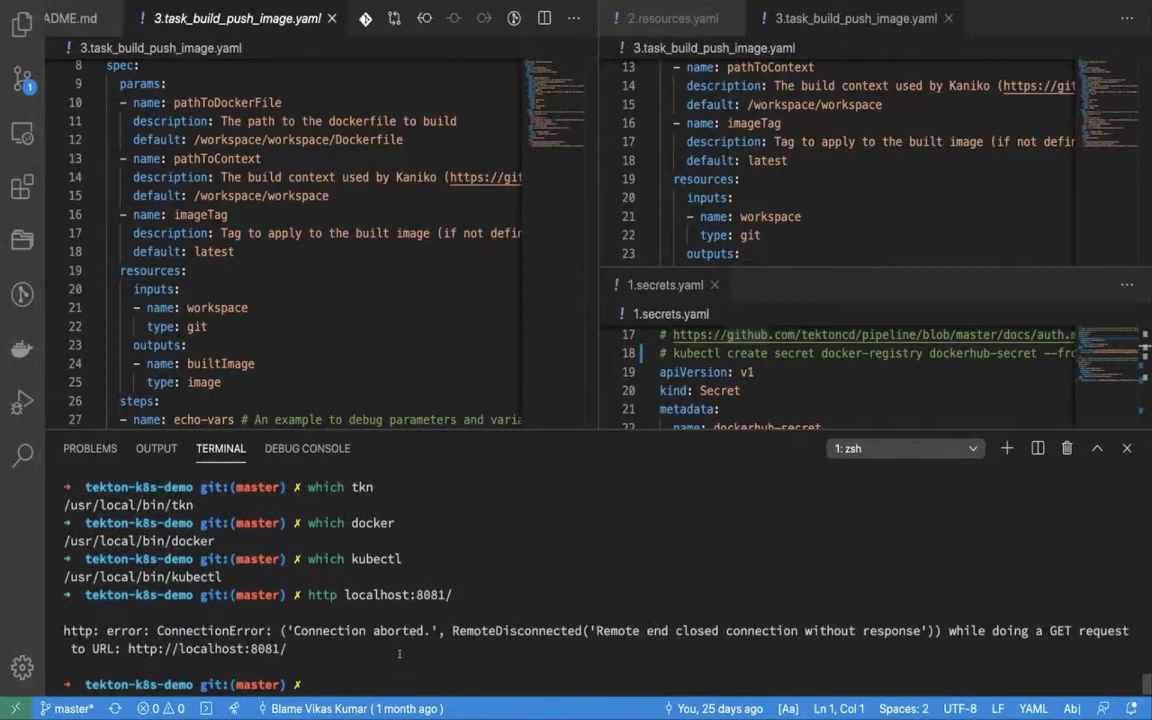 ADME.md
! 3.task_build_push_image.yaml ×
! 2.resources.yaml
! 3.task_build_push_image.yaml ×
! 3.task_build_push_image.yaml
8 spec:
9 params:
10 - name: pathToDockerFile
11 description: The path to the dockerfile to build
12 default: /workspace/workspace/Dockerfile
13 - name: pathToContext
14 description: The build context used by Kaniko (https://git
15 default: /workspace/workspace
16 - name: imageTag
17 description: Tag to apply to the built image (if not defin
18 default: latest
19 resources:
20 inputs:
21 - name: workspace
22 type: git
23 outputs:
24 - name: builtImage
25 type: image
26 steps:
27 - name: echo-vars # An example to debug parameters and varia
! 3.task_build_push_image.yaml
13 - name: pathToContext
14 description: The build context used by Kaniko (https://git
15 default: /workspace/workspace
16 - name: imageTag
17 description: Tag to apply to the built image (if not defin
18 default: latest
19 resources:
20 inputs:
21 - name: workspace
22 type: git
23 outputs:
! 1.secrets.yaml ×
! 1.secrets.yaml
17 # https://github.com/tektoncd/pipeline/blob/master/docs/auth.m
18 # kubectl create secret docker-registry dockerhub-secret --fro
19 apiVersion: v1
20 kind: Secret
21 metadata:
22 name: dockerhub-secret
1
PROBLEMS OUTPUT TERMINAL DEBUG CONSOLE 1: zsh
➜ tekton-k8s-demo git:(master) ✗ which tkn
/usr/local/bin/tkn
➜ tekton-k8s-demo git:(master) ✗ which docker
/usr/local/bin/docker
➜ tekton-k8s-demo git:(master) ✗ which kubectl
/usr/local/bin/kubectl
➜ tekton-k8s-demo git:(master) ✗ http localhost:8081/
http: error: ConnectionError: ('Connection aborted.', RemoteDisconnected('Remote end closed connection without response')) while doing a GET request
to URL: http://localhost:8081/
➜ tekton-k8s-demo git:(master) ✗
master* 0 0 Blame Vikas Kumar ( 1 month ago ) You, 25 days ago [Aa] Ln 1, Col 1 Spaces: 2 UTF-8 LF YAML Ab|